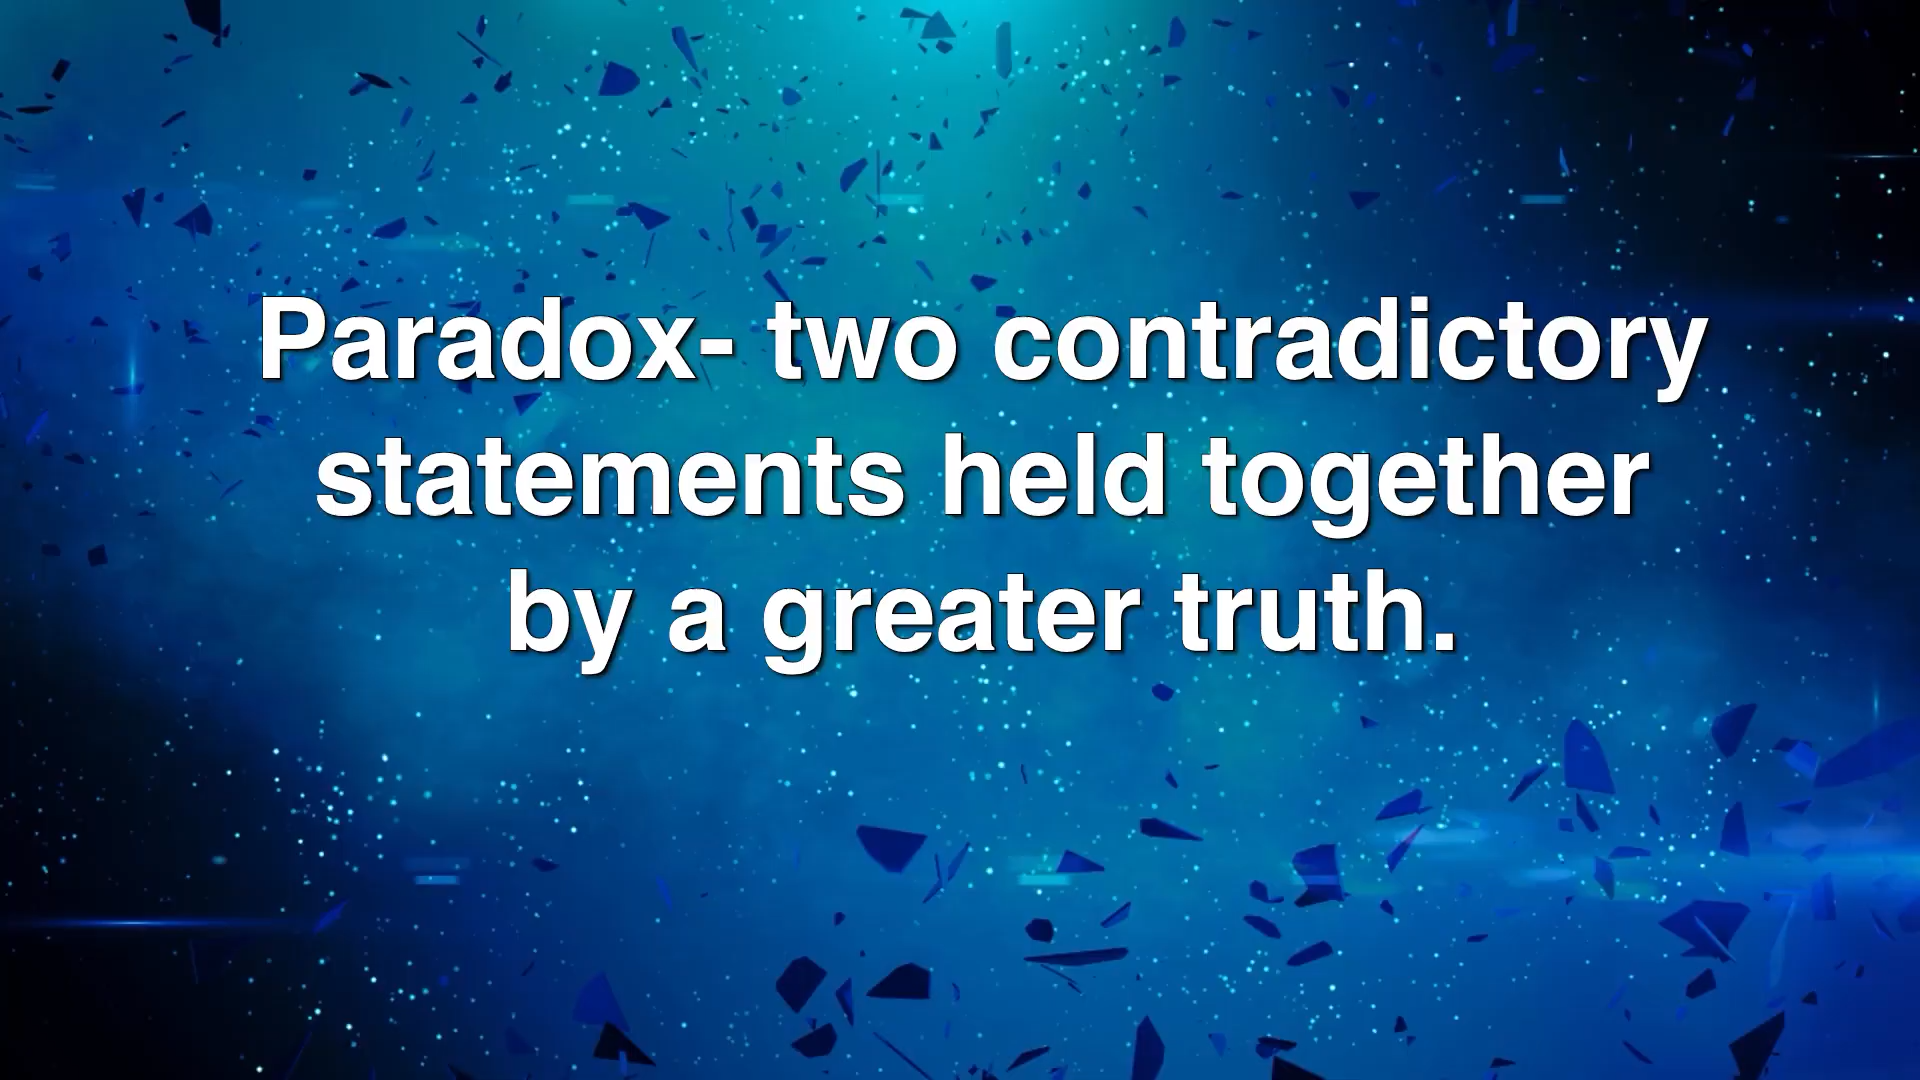 Paradox- two contradictory
statements held together
by a greater truth.